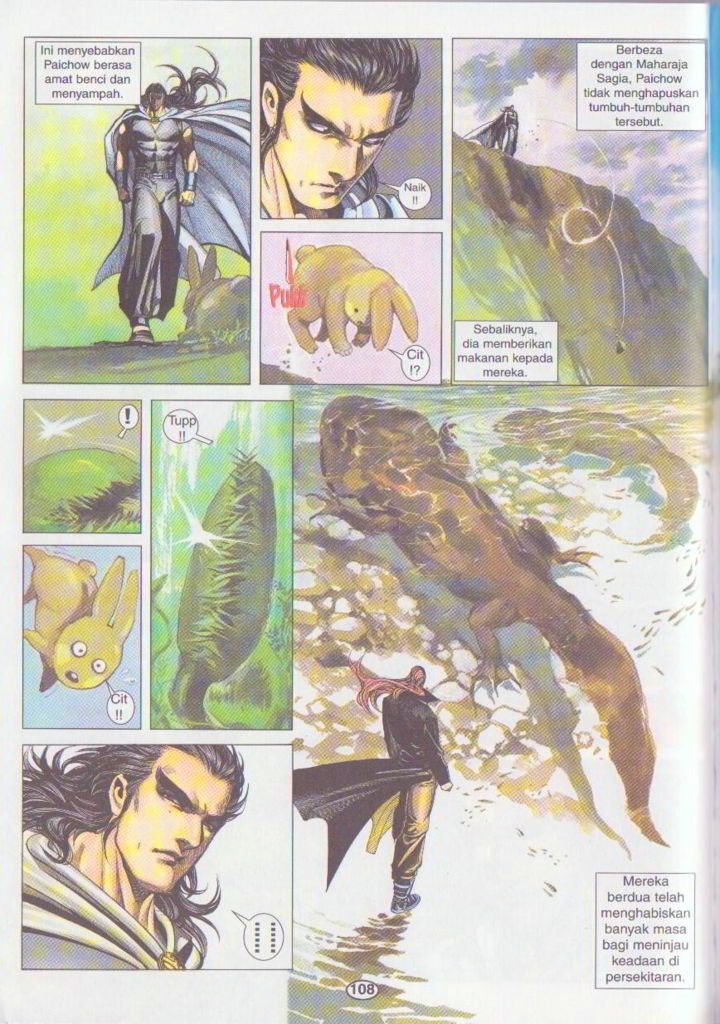 Ini menyebabkan
Paichow berasa
amat benci dan
menyampah.
Naik
!!
Berbeza
dengan Maharaja
Sagia, Paichow
tidak menghapuskan
tumbuh-tumbuhan
tersebut.
Cit
!?
Sebaliknya,
dia memberikan
makanan kepada
mereka.
!
Tupp
!!
Cit
!!
Mereka
berdua telah
menghabiskan
banyak masa
bagi meninjau
keadaan di
persekitaran.
108